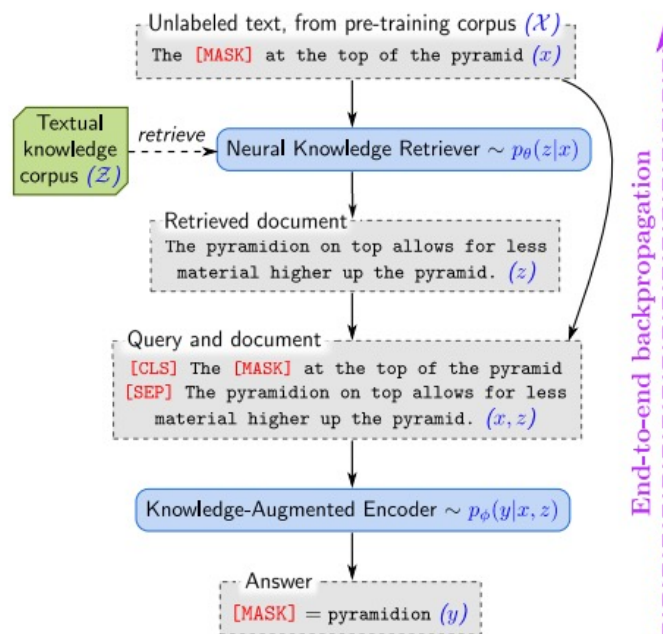 Unlabeled text, from pre-training corpus (𝒳)
The [MASK] at the top of the pyramid (x)
Textual
knowledge
corpus (𝒵)
retrieve
Neural Knowledge Retriever ∼ pθ(z|x)
Retrieved document
The pyramidion on top allows for less
material higher up the pyramid. (z)
Query and document
[CLS] The [MASK] at the top of the pyramid
[SEP] The pyramidion on top allows for less
material higher up the pyramid. (x, z)
Knowledge-Augmented Encoder ∼ pϕ(y|x, z)
Answer
[MASK] = pyramidion (y)
End-to-end backpropagation